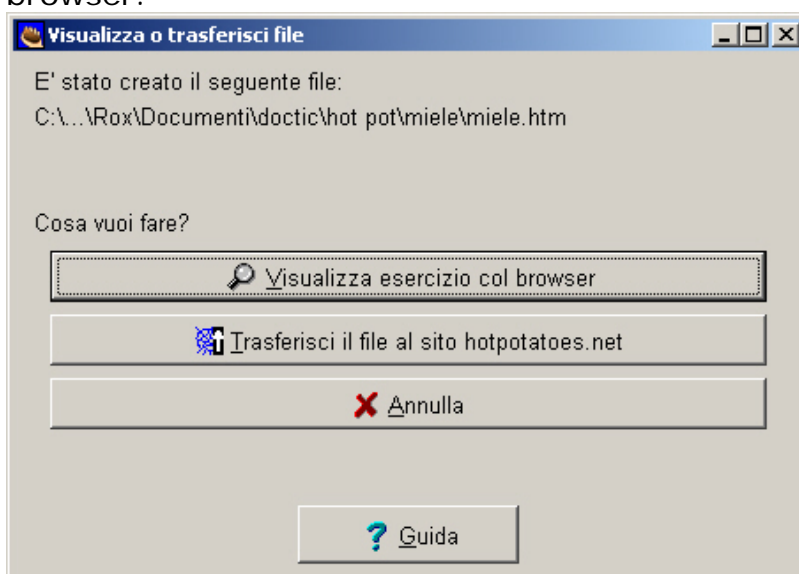 browser.
Visualizza o trasferisci file
E' stato creato il seguente file:
C:\...\Rox\Documenti\doctic\hot pot\miele\miele.htm
Cosa vuoi fare?
Visualizza esercizio col browser
Trasferisci il file al sito hotpotatoes.net
Annulla
Guida